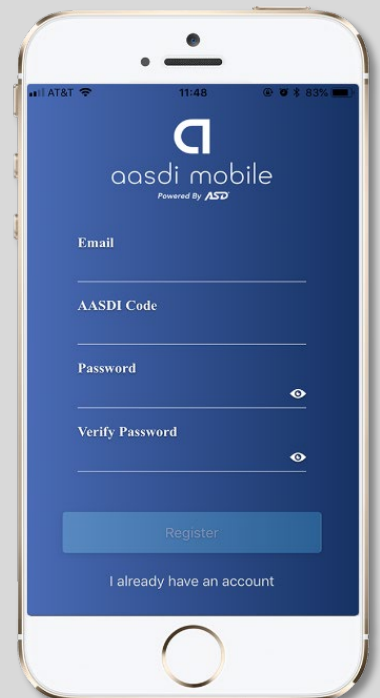 AT&T 11:48 83%
a
aasdi mobile
Powered By ASD
Email
AASDI Code
Password
Verify Password
Register
I already have an account